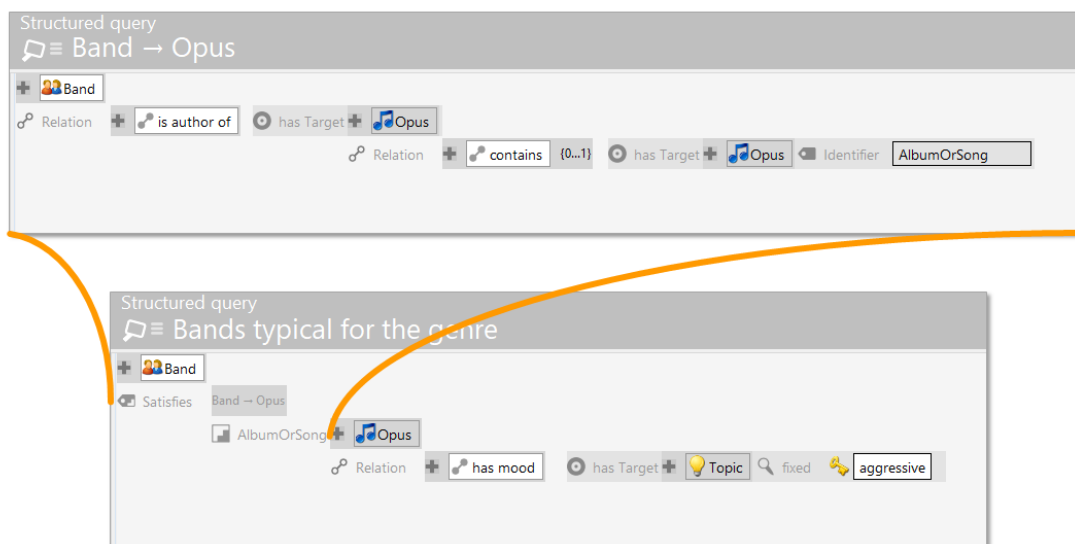 Structured query
Band → Opus
Band
Relation is author of has Target Opus
Relation contains {0...1} has Target Opus Identifier AlbumOrSong
Structured query
Bands typical for the genre
Band
Satisfies Band → Opus
AlbumOrSong Opus
Relation has mood has Target Topic fixed aggressive